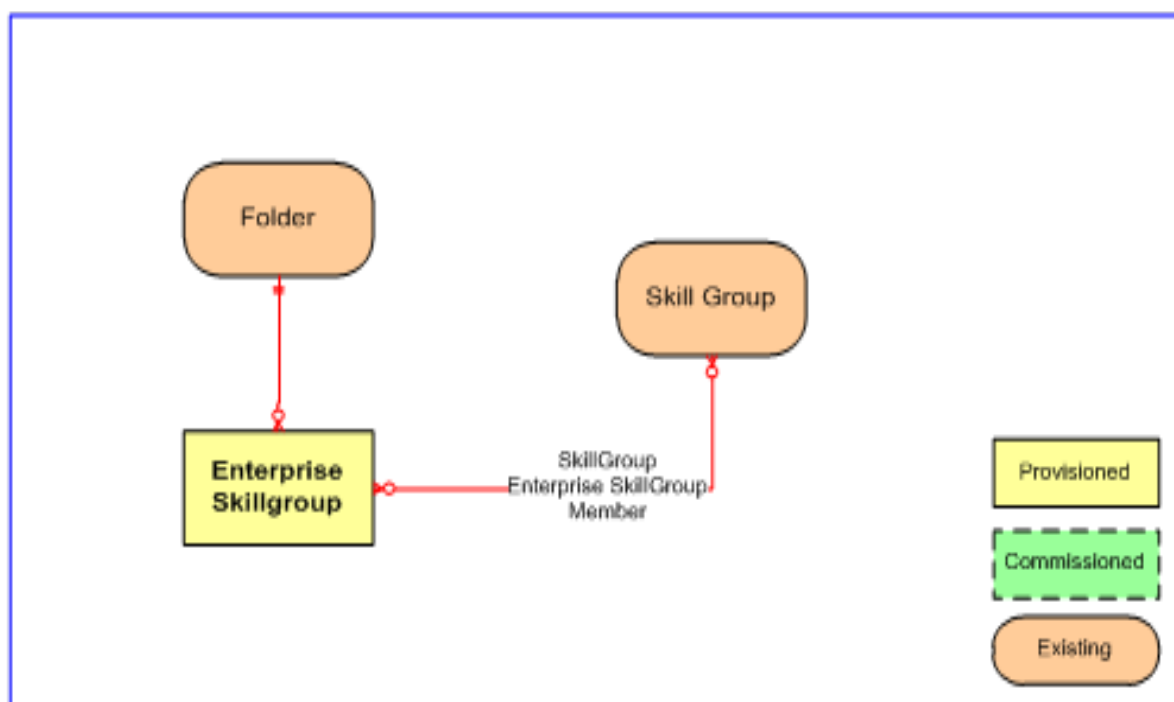 Folder
Skill Group
Enterprise
Skillgroup
SkillGroup
Enterprise SkillGroup
Member
Provisioned
Commissioned
Existing